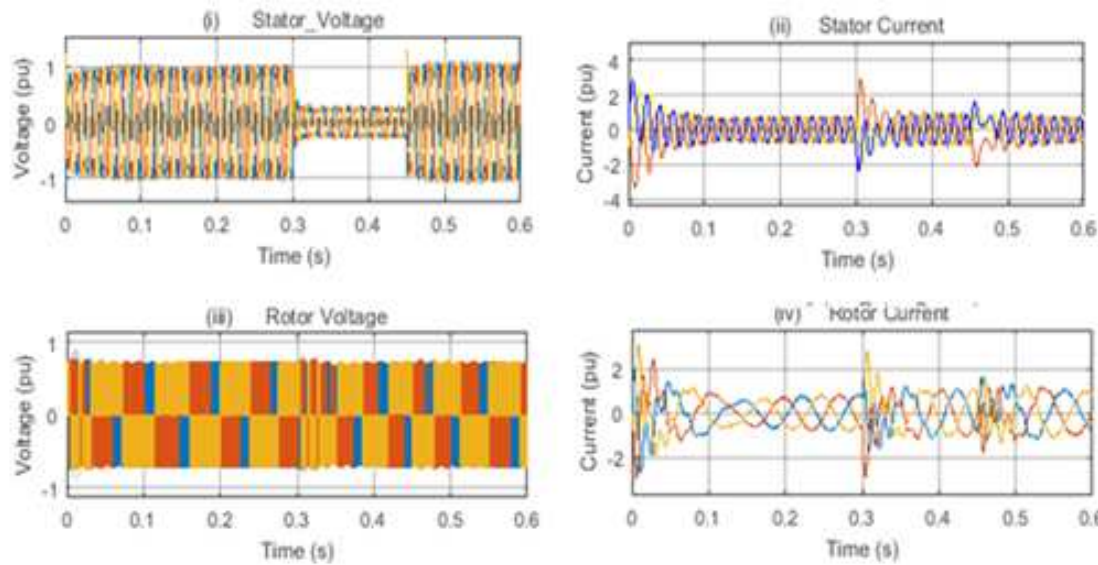 (i) Stator_Voltage
Voltage (pu)
1
0
-1
0 0.1 0.2 0.3 0.4 0.5 0.6
Time (s)
(ii) Stator Current
Current (pu)
4
2
0
-2
-4
0 0.1 0.2 0.3 0.4 0.5 0.6
Time (s)
(iii) Rotor Voltage
Voltage (pu)
1
0
-1
0 0.1 0.2 0.3 0.4 0.5 0.6
Time (s)
(iv) Rotor Current
Current (pu)
2
0
-2
0 0.1 0.2 0.3 0.4 0.5 0.6
Time (s)